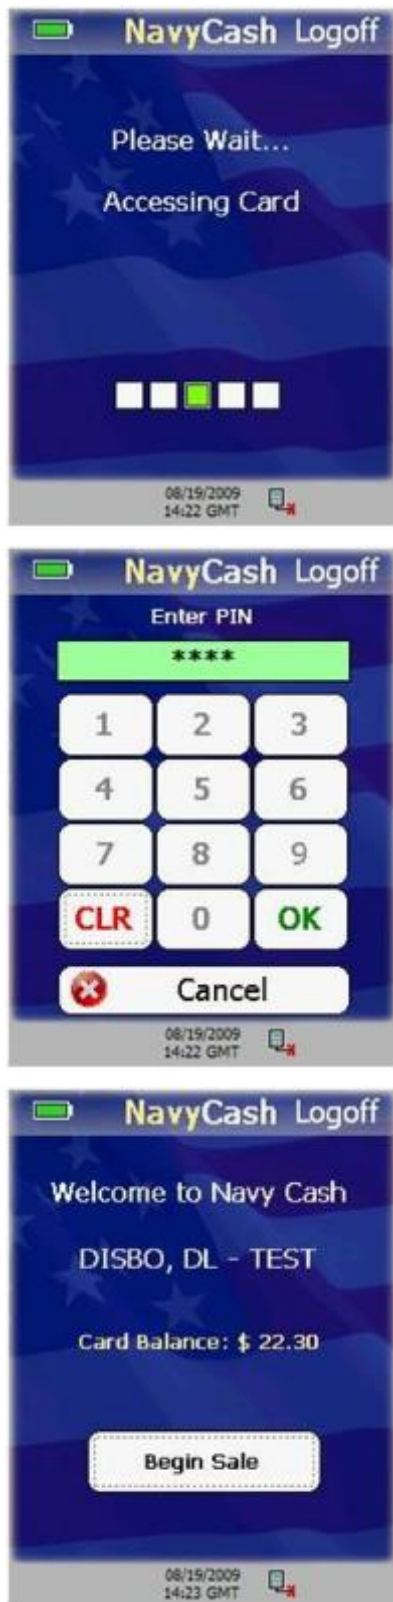 NavyCash Logoff
Please Wait...
Accessing Card
08/19/2009
14:22 GMT
NavyCash Logoff
Enter PIN
****
1 2 3
4 5 6
7 8 9
CLR 0 OK
Cancel
08/19/2009
14:22 GMT
NavyCash Logoff
Welcome to Navy Cash
DISBO, DL - TEST
Card Balance: $ 22.30
Begin Sale
08/19/2009
14:23 GMT